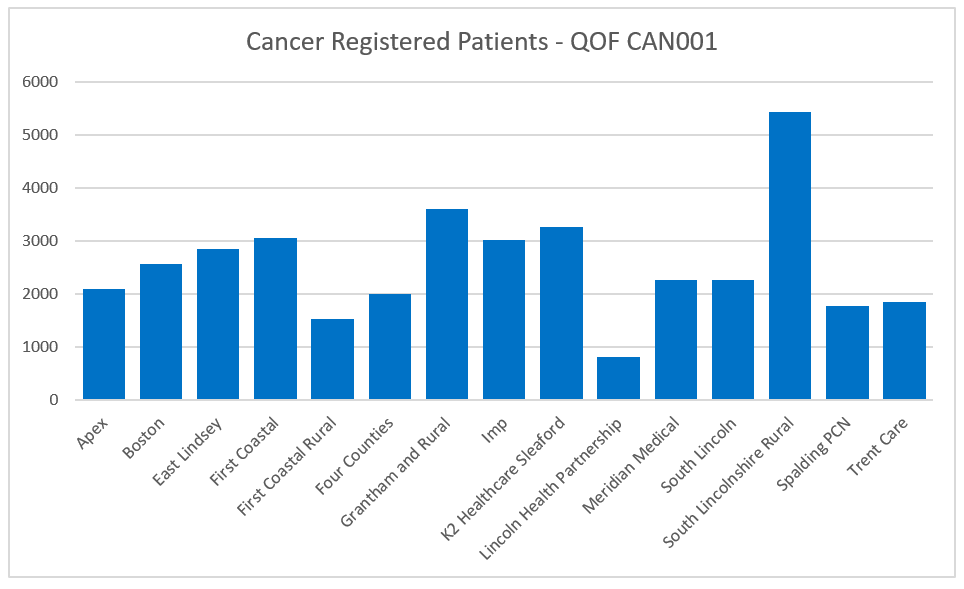 Cancer Registered Patients - QOF CAN001
6000
5000
4000
3000
2000
1000
0
Apex
Boston
East Lindsey
First Coastal
First Coastal Rural
Four Counties
Grantham and Rural
Imp
K2 Healthcare Sleaford
Lincoln Health Partnership
Meridian Medical
South Lincoln
South Lincolnshire Rural
Spalding PCN
Trent Care